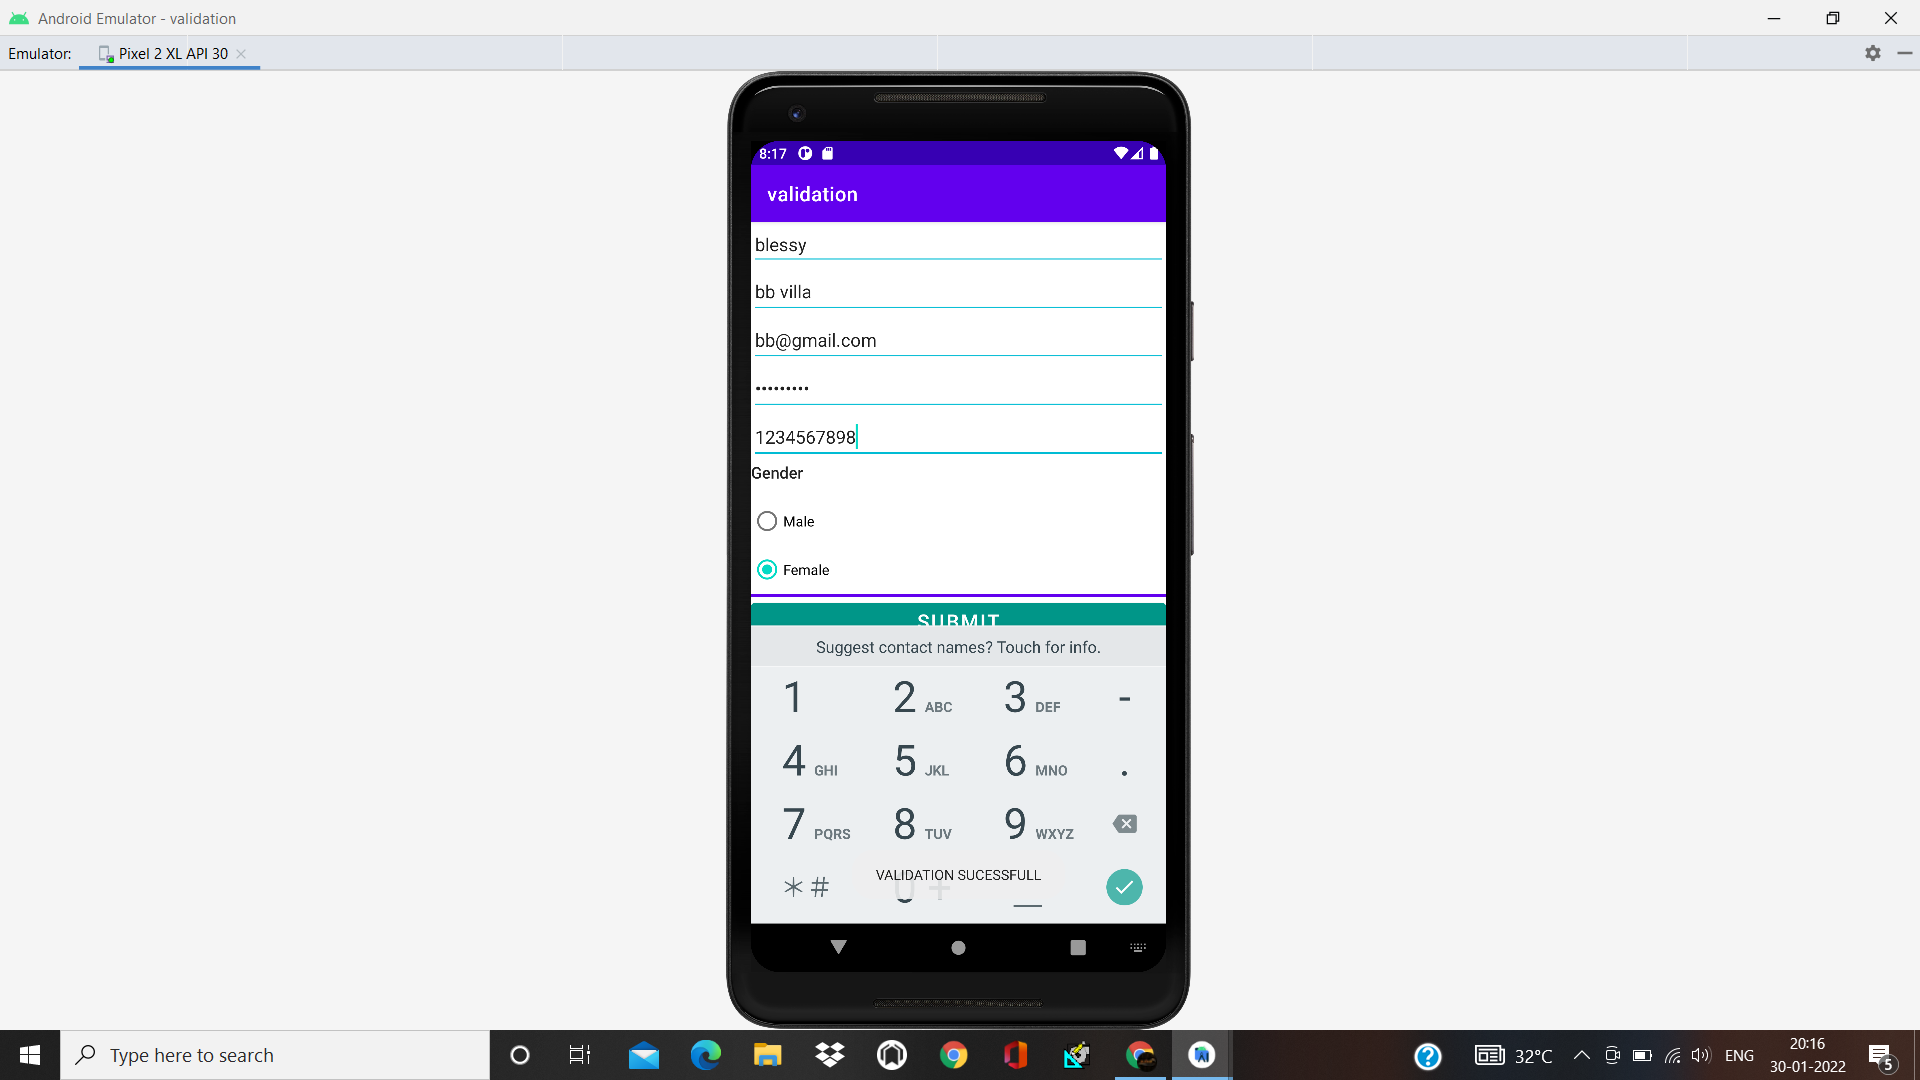 Android Emulator - validation
Emulator: Pixel 2 XL API 30
8:17
validation
blessy
bb villa
bb@gmail.com
•••••••••
1234567898
Gender
Male
Female
SUBMIT
Suggest contact names? Touch for info.
1 2 ABC 3 DEF -
4 GHI 5 JKL 6 MNO .
7 PQRS 8 TUV 9 WXYZ
VALIDATION SUCESSFULL
* # 0 +
Type here to search
32°C
ENG
20:16
30-01-2022
5